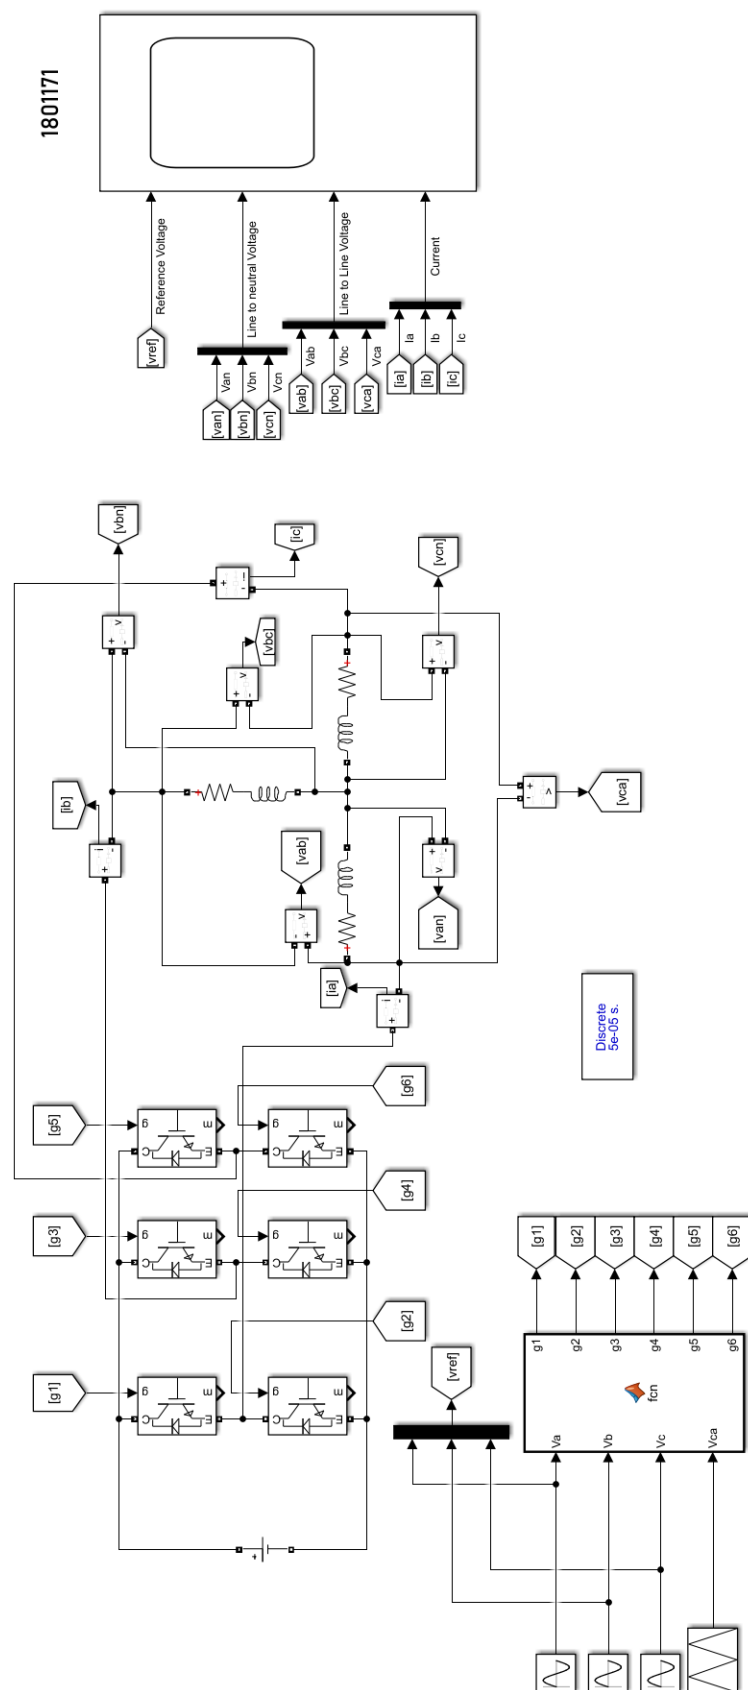 1801171
Reference Voltage
Line to neutral Voltage
Line to Line Voltage
Current
[vref]
Van
Vbn
Vcn
[van]
[vbn]
[vcn]
Vab
Vbc
Vca
[vab]
[vbc]
[vca]
Ia
Ib
Ic
[ia]
[ib]
[ic]
[vbn]
[ic]
[vcn]
+ - v
+ - i
[vbc]
+ - v
+ - v
[ib]
+ i -
[vab]
- + v
[van]
+ - v
+ - v
[vca]
[ia]
+ i -
Discrete
5e-05 s.
[g5]
g m
C E
[g6]
g m
C E
[g3]
g m
C E
[g4]
g m
C E
[g1]
g m
C E
[g2]
g m
C E
+
[vref]
[g1]
[g2]
[g3]
[g4]
[g5]
[g6]
g1
g2
g3
g4
g5
g6
fcn
Va
Vb
Vc
Vca